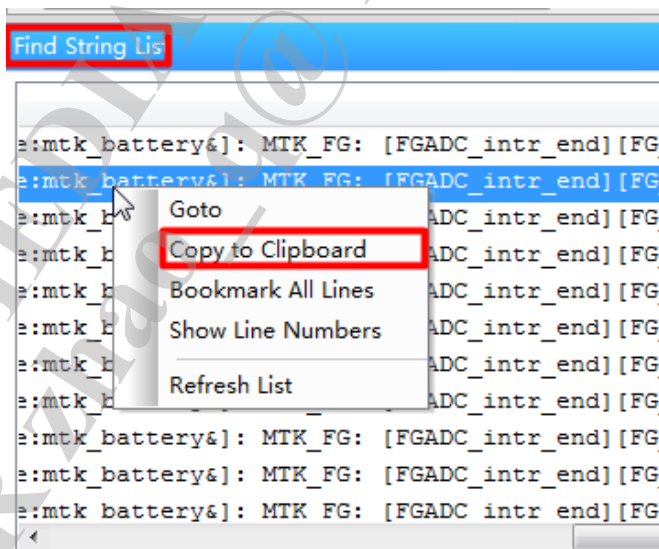 Find String Lis
e:mtk_battery&]: MTK_FG: [FGADC_intr_end][FG
e:mtk_battery&]: MTK_FG: [FGADC_intr_end][FG
e:mtk_b
Goto
ADC_intr_end][FG
e:mtk_b
Copy to Clipboard
ADC_intr_end][FG
e:mtk_b
Bookmark All Lines
ADC_intr_end][FG
e:mtk_b
Show Line Numbers
ADC_intr_end][FG
e:mtk_b
ADC_intr_end][FG
e:mtk_b
Refresh List
ADC_intr_end][FG
e:mtk_battery&]: MTK_FG: [FGADC_intr_end][FG
e:mtk_battery&]: MTK_FG: [FGADC_intr_end][FG
e:mtk_battery&]: MTK_FG: [FGADC_intr_end][FG